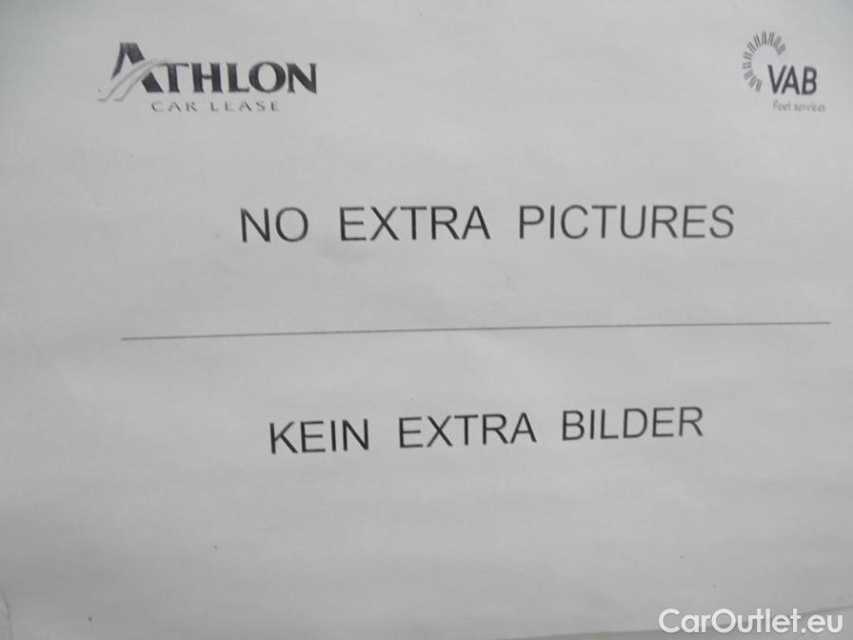 ATHLON
CAR LEASE
VAB
fleet services
NO EXTRA PICTURES
KEIN EXTRA BILDER
CarOutlet.eu